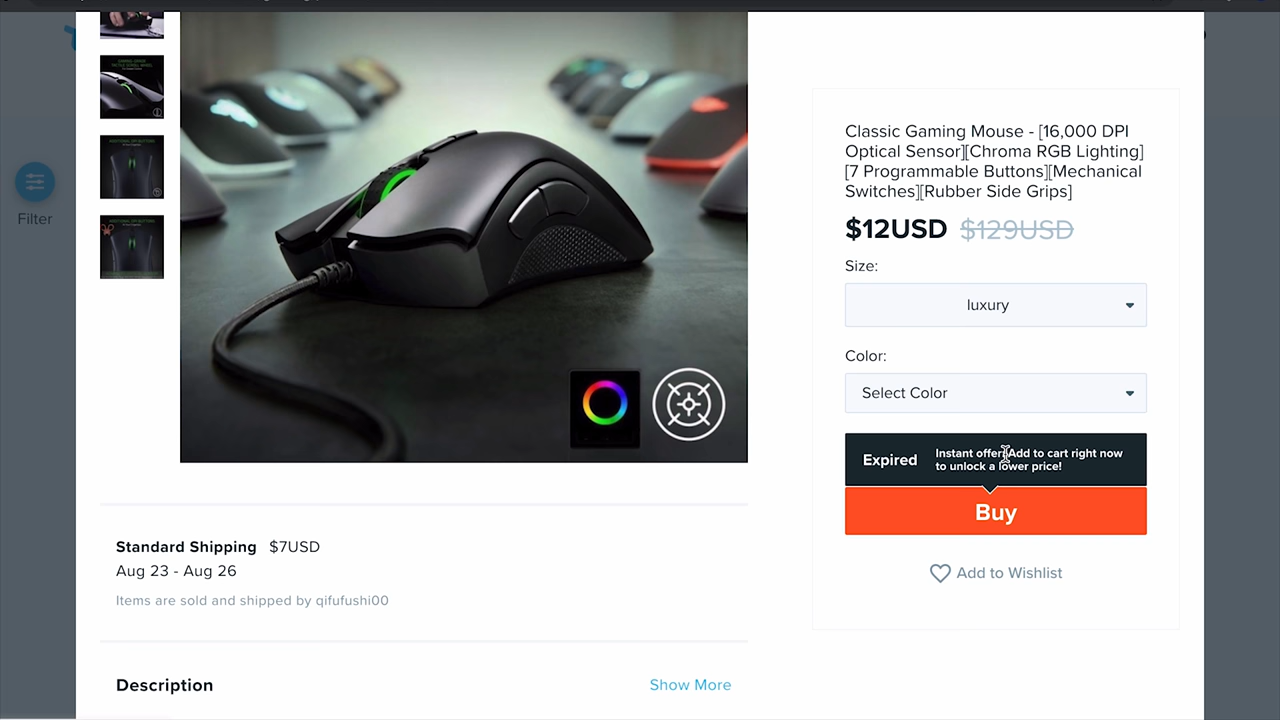 Filter
Classic Gaming Mouse - [16,000 DPI
Optical Sensor][Chroma RGB Lighting]
[7 Programmable Buttons][Mechanical
Switches][Rubber Side Grips]
$12USD $129USD
Size:
luxury
Color:
Select Color
Expired
Instant offer! Add to cart right now
to unlock a lower price!
Buy
Add to Wishlist
Standard Shipping $7USD
Aug 23 - Aug 26
Items are sold and shipped by qifufushi00
Description Show More